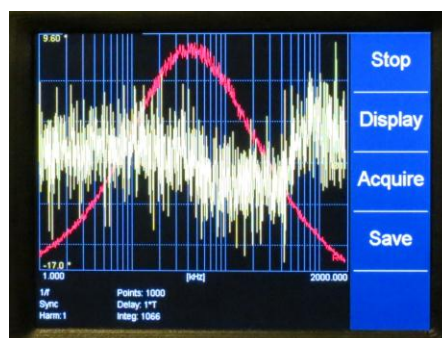 9.60 °
Stop
Display
Acquire
Save
-17.0 °
1.000
[kHz]
2000.000
1/f
Points: 1000
Sync
Delay: 1*T
Harm:1
Integ: 1066